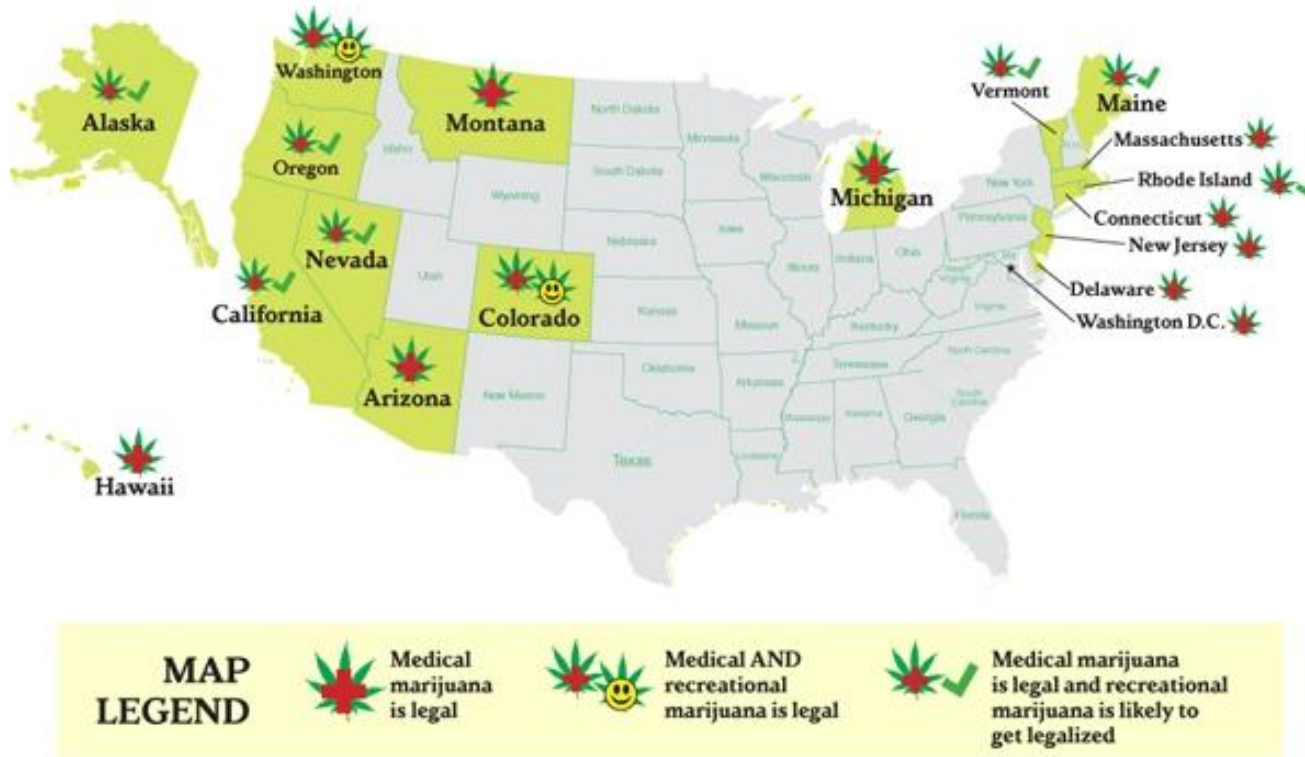 Washington
Alaska
Montana
Oregon
Idaho
Wyoming
Nevada
Utah
California
Colorado
Arizona
New Mexico
Hawaii
North Dakota
South Dakota
Nebraska
Kansas
Oklahoma
Texas
Minnesota
Iowa
Missouri
Arkansas
Louisiana
Wisconsin
Illinois
Michigan
Indiana
Ohio
Kentucky
Tennessee
Mississippi
Alabama
Georgia
Florida
South
Carolina
North Carolina
Virginia
West
Virginia
Pennsylvania
New York
Vermont
Maine
Massachusetts
Rhode Island
Connecticut
New Jersey
Delaware
Washington D.C.
MAP
LEGEND
Medical
marijuana
is legal
Medical AND
recreational
marijuana is legal
Medical marijuana
is legal and recreational
marijuana is likely to
get legalized